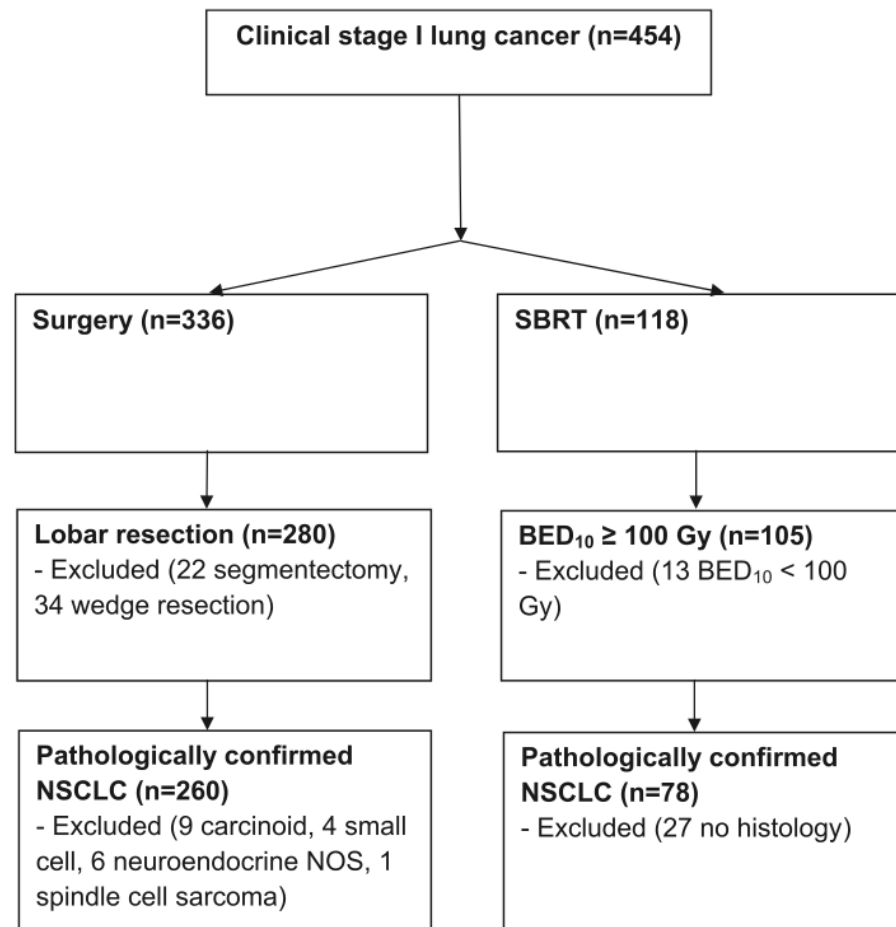 Clinical stage I lung cancer (n=454)
Surgery (n=336)
SBRT (n=118)
Lobar resection (n=280)
- Excluded (22 segmentectomy,
34 wedge resection)
BED₁₀ ≥ 100 Gy (n=105)
- Excluded (13 BED₁₀ < 100
Gy)
Pathologically confirmed
NSCLC (n=260)
- Excluded (9 carcinoid, 4 small
cell, 6 neuroendocrine NOS, 1
spindle cell sarcoma)
Pathologically confirmed
NSCLC (n=78)
- Excluded (27 no histology)